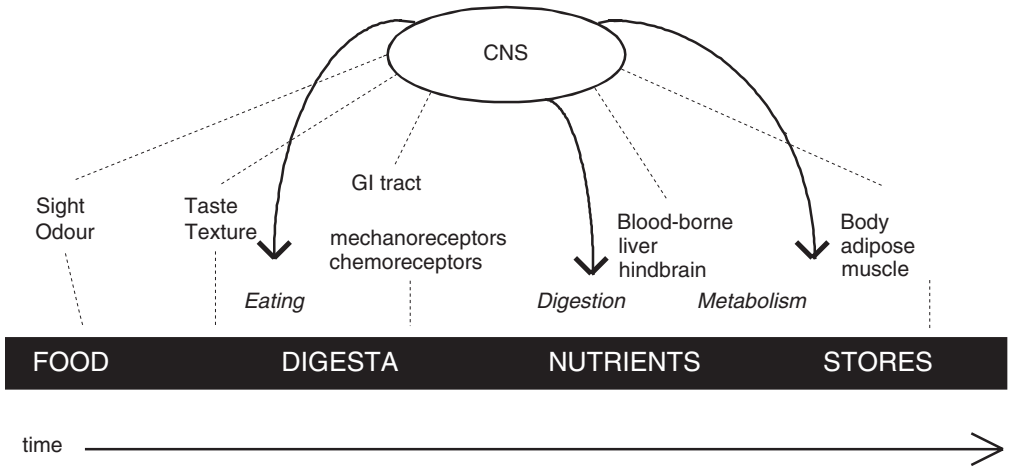 CNS
GI tract
Sight
Odour
Taste
Texture
mechanoreceptors
chemoreceptors
Blood-borne
liver
hindbrain
Body
adipose
muscle
Eating
Digestion
Metabolism
FOOD
DIGESTA
NUTRIENTS
STORES
time